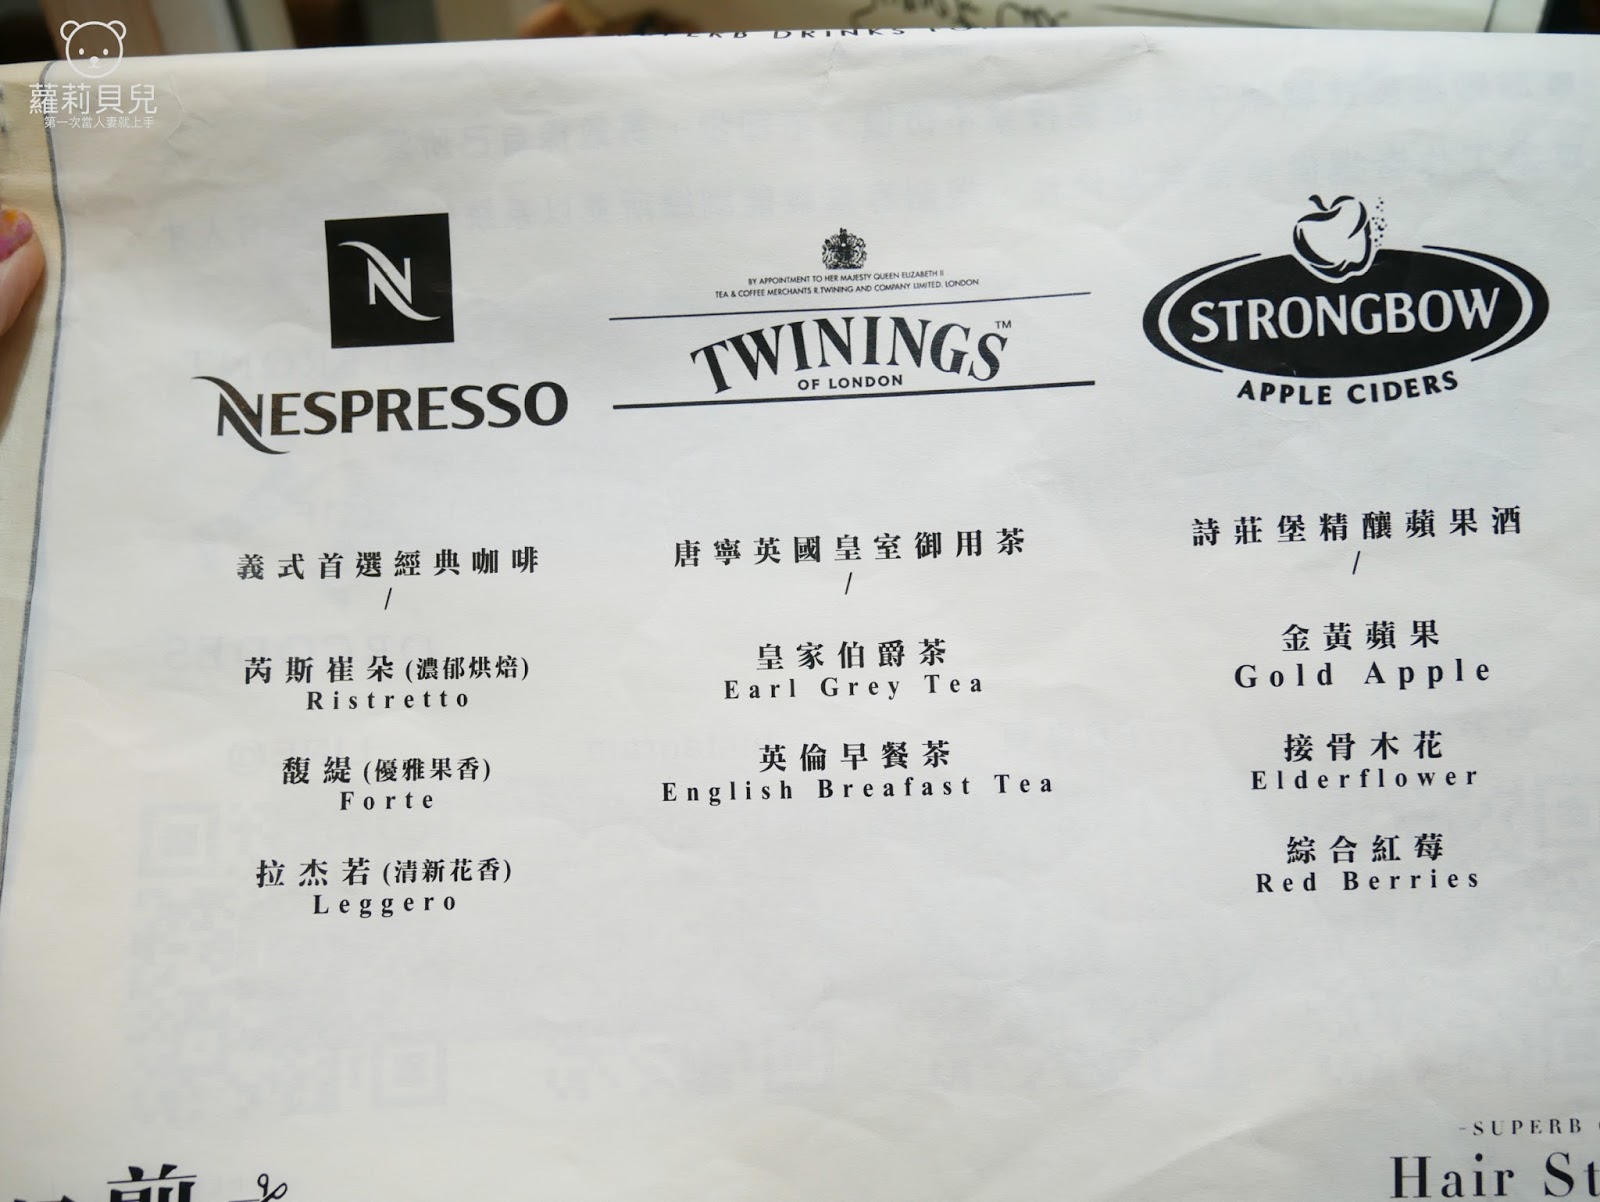 蘿莉貝兒
第一次當人妻就上手
NESPRESSO
義式首選經典咖啡
/
芮斯崔朵(濃郁烘焙)
Ristretto
馥緹(優雅果香)
Forte
拉杰若(清新花香)
Leggero
BY APPOINTMENT TO HER MAJESTY QUEEN ELIZABETH II
TEA & COFFEE MERCHANTS R.TWINING AND COMPANY LIMITED. LONDON
TWININGS™
OF LONDON
唐寧英國皇室御用茶
/
皇家伯爵茶
Earl Grey Tea
英倫早餐茶
English Breafast Tea
STRONGBOW
APPLE CIDERS
詩莊堡精釀蘋果酒
/
金黃蘋果
Gold Apple
接骨木花
Elderflower
綜合紅莓
Red Berries
-SUPERB
Hair St